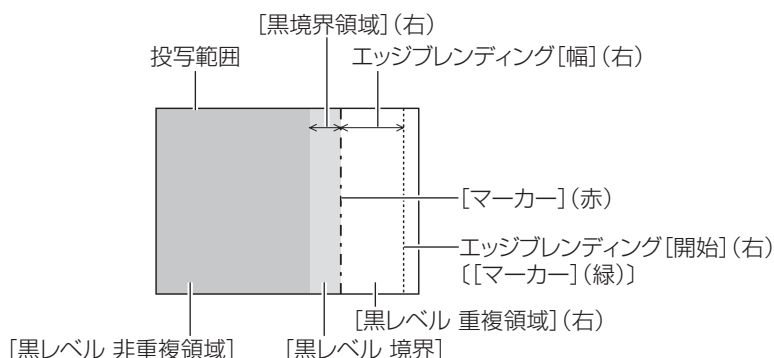 [黒境界領域](右)
投写範囲
エッジブレンディング[幅](右)
[マーカー](赤)
エッジブレンディング[開始](右)
〔[マーカー](緑)〕
[黒レベル 重複領域](右)
[黒レベル 非重複領域]
[黒レベル 境界]